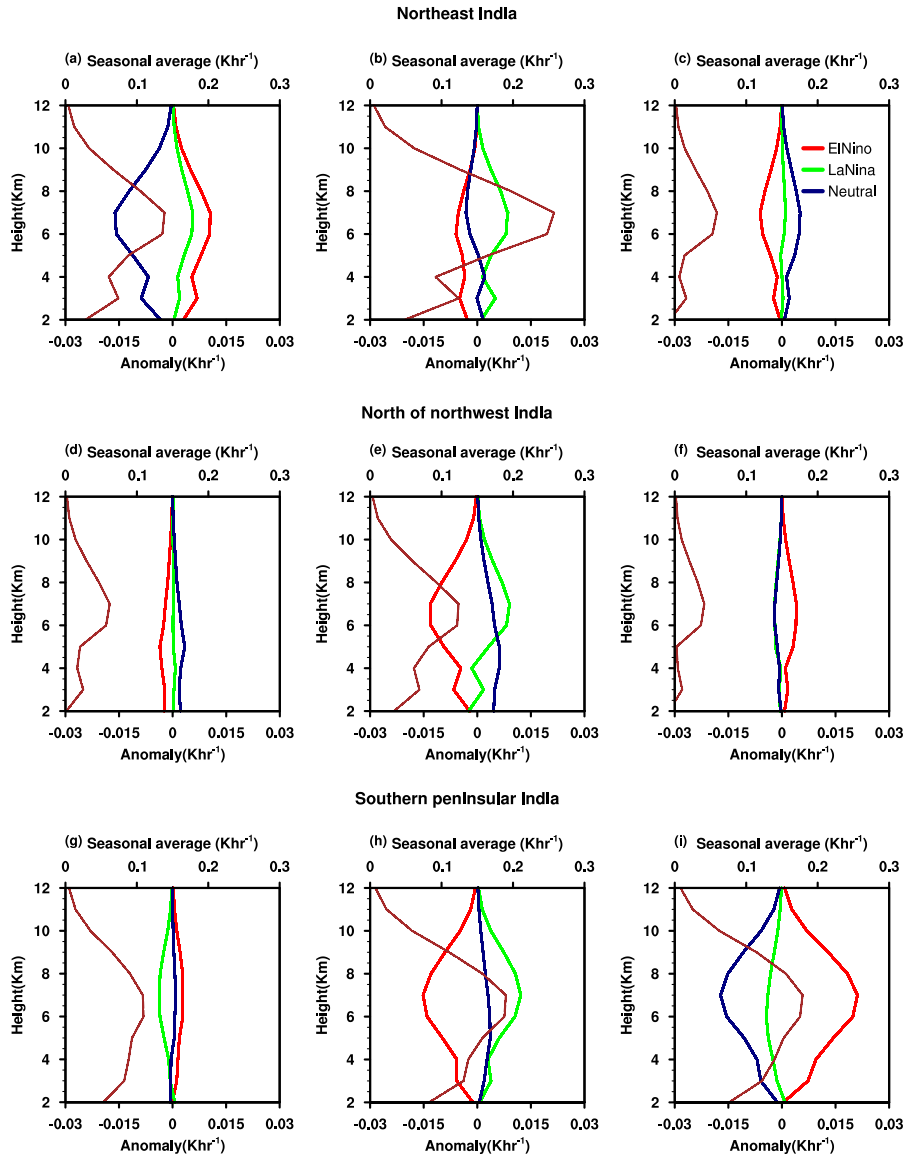 Northeast India
(a) Seasonal average (Khr-1) (b) Seasonal average (Khr-1) (c) Seasonal average (Khr-1)
0 0.1 0.2 0.3 0 0.1 0.2 0.3 0 0.1 0.2 0.3
12 12 12
10 10 10
8 8 8
6 6 6
4 4 4
2 2 2
Height(Km) Height(Km) Height(Km)
ElNino
LaNina
Neutral
-0.03 -0.015 0 0.015 0.03 -0.03 -0.015 0 0.015 0.03 -0.03 -0.015 0 0.015 0.03
Anomaly(Khr-1) Anomaly(Khr-1) Anomaly(Khr-1)
North of northwest India
(d) Seasonal average (Khr-1) (e) Seasonal average (Khr-1) (f) Seasonal average (Khr-1)
0 0.1 0.2 0.3 0 0.1 0.2 0.3 0 0.1 0.2 0.3
12 12 12
10 10 10
8 8 8
6 6 6
4 4 4
2 2 2
Height(Km) Height(Km) Height(Km)
-0.03 -0.015 0 0.015 0.03 -0.03 -0.015 0 0.015 0.03 -0.03 -0.015 0 0.015 0.03
Anomaly(Khr-1) Anomaly(Khr-1) Anomaly(Khr-1)
Southern peninsular India
(g) Seasonal average (Khr-1) (h) Seasonal average (Khr-1) (i) Seasonal average (Khr-1)
0 0.1 0.2 0.3 0 0.1 0.2 0.3 0 0.1 0.2 0.3
12 12 12
10 10 10
8 8 8
6 6 6
4 4 4
2 2 2
Height(Km) Height(Km) Height(Km)
-0.03 -0.015 0 0.015 0.03 -0.03 -0.015 0 0.015 0.03 -0.03 -0.015 0 0.015 0.03
Anomaly(Khr-1) Anomaly(Khr-1) Anomaly(Khr-1)